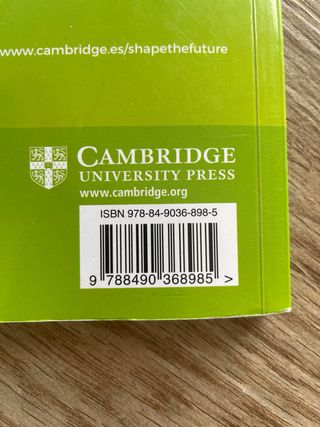 www.cambridge.es/shapethefuture
CAMBRIDGE
UNIVERSITY PRESS
www.cambridge.org
ISBN 978-84-9036-898-5
9 788490 368985 >